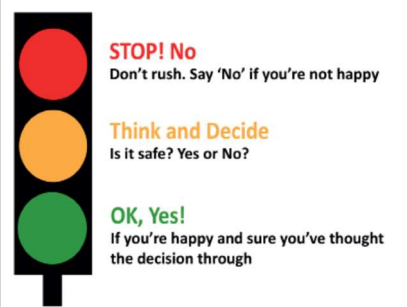 STOP! No
Don’t rush. Say ‘No’ if you’re not happy
Think and Decide
Is it safe? Yes or No?
OK, Yes!
If you’re happy and sure you’ve thought
the decision through